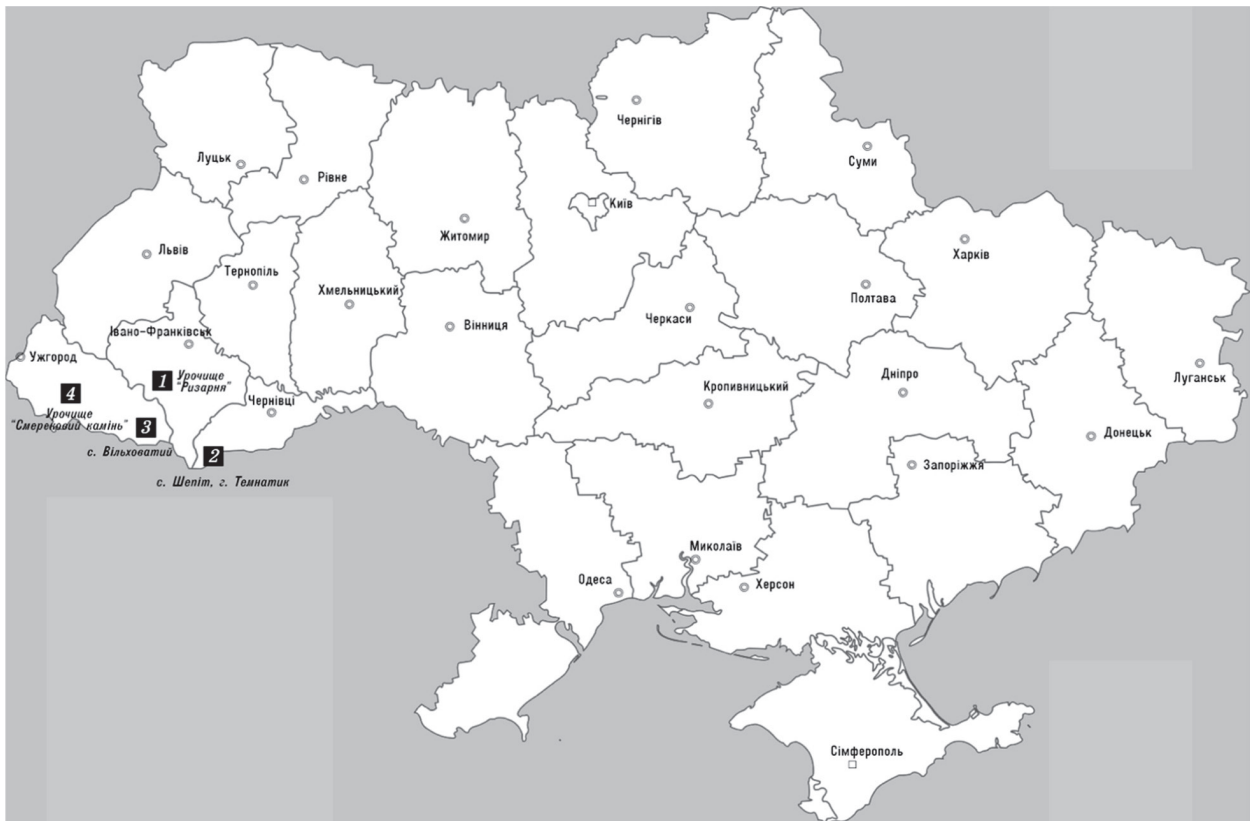 Чернігів
Суми
Луцьк
Рівне
Київ
Житомир
Львів
Харків
Тернопіль
Хмельницький
Полтава
Черкаси
Вінниця
Івано-Франківськ
Ужгород
Луганськ
1 Урочище
"Ризарня"
Дніпро
Кропивницький
4
Чернівці
Урочище
"Смерековий камінь"
3
Донецьк
с. Вільховатий
2
Запоріжжя
с. Шепіт, г. Темнатик
Миколаїв
Одеса
Херсон
Сімферополь